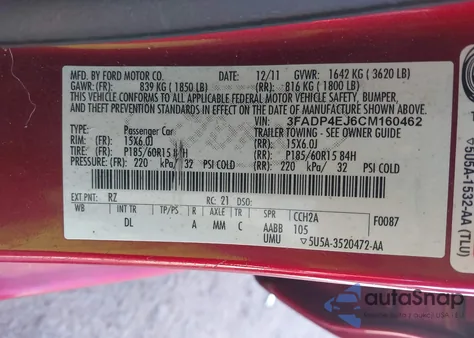 MFD. BY FORD MOTOR CO. 12/11 GVWR: 1642 KG ( 3620 LB)
GAWR: (FR): 839 KG ( 1850 LB) (RR): 816 KG ( 1800 LB)
THIS VEHICLE CONFORMS TO ALL APPLICABLE FEDERAL MOTOR VEHICLE SAFETY, BUMPER,
AND THEFT PREVENTION STANDARDS IN EFFECT ON THE DATE OF MANUFACTURE SHOWN ABOVE.
VIN: 3FADP4EJ6CM160462
TYPE: Passenger Car TRAILER TOWING - SEE OWNER GUIDE
RIM: (FR) 15X6.0J (RR): 15X6.0J
TIRE: (FR) P185/60R15 84H (RR): P185/60R15 84H
PSI COLD: (FR): 220 kPa/ 32 PSI COLD (RR): 220 kPa/ 32 PSI COLD
EXT PNT: RZ RC: 21 DSO:
WB INT TR TP/PS R AXLE TR SPR CCH2A F0087
DL A MM C AABB 105
UMU ▽5U5A-3520472-AA
5U5A-1532-AA (TLU)
autoSnap